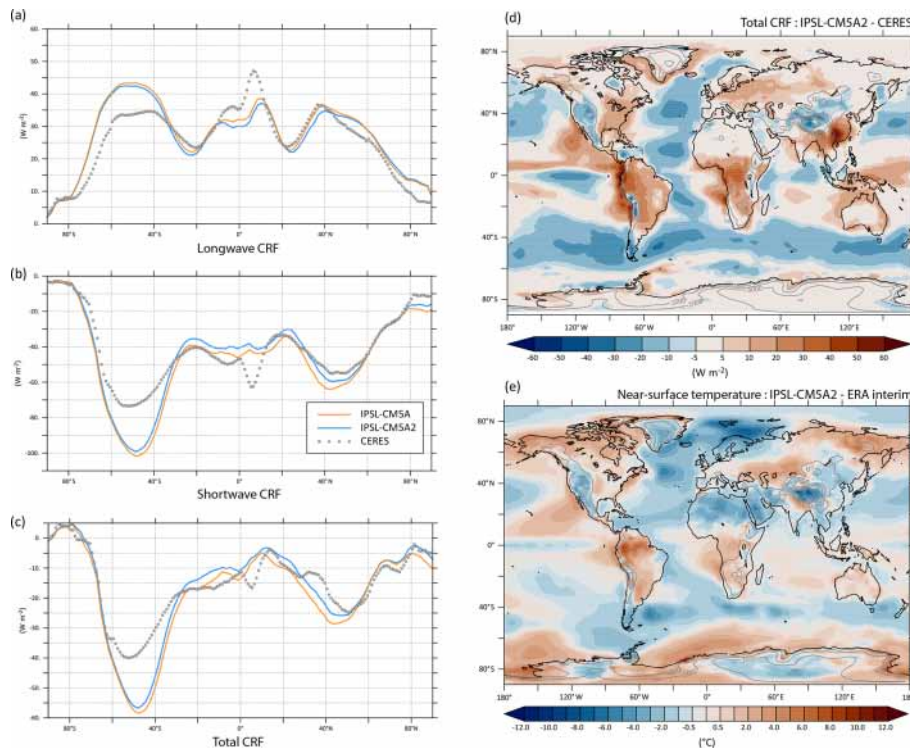 (a)
60
50
40
30
20
10
0
(W m⁻²)
80°S 40°S 0° 40°N 80°N
Longwave CRF
(b)
0.
-20.
-40.
-60.
-80.
-100.
(W m⁻²)
IPSL-CM5A
IPSL-CM5A2
CERES
80°S 40°S 0° 40°N 80°N
Shortwave CRF
(c)
0.
-10.
-20.
-30.
-40.
-50.
-60.
(W m⁻²)
80°S 40°S 0° 40°N 80°N
Total CRF
(d)
Total CRF : IPSL-CM5A2 - CERES
80°N
40°N
0°
40°S
80°S
180° 120°W 60°W 0° 60°E 120°E
-60 -50 -40 -30 -20 -10 -5 5 10 20 30 40 50 60
(W m⁻²)
(e)
Near-surface temperature : IPSL-CM5A2 - ERA interim
80°N
40°N
0°
40°S
80°S
180° 120°W 60°W 0° 60°E 120°E 180°
-12.0 -10.0 -8.0 -6.0 -4.0 -2.0 -0.5 0.5 2.0 4.0 6.0 8.0 10.0 12.0
(°C)